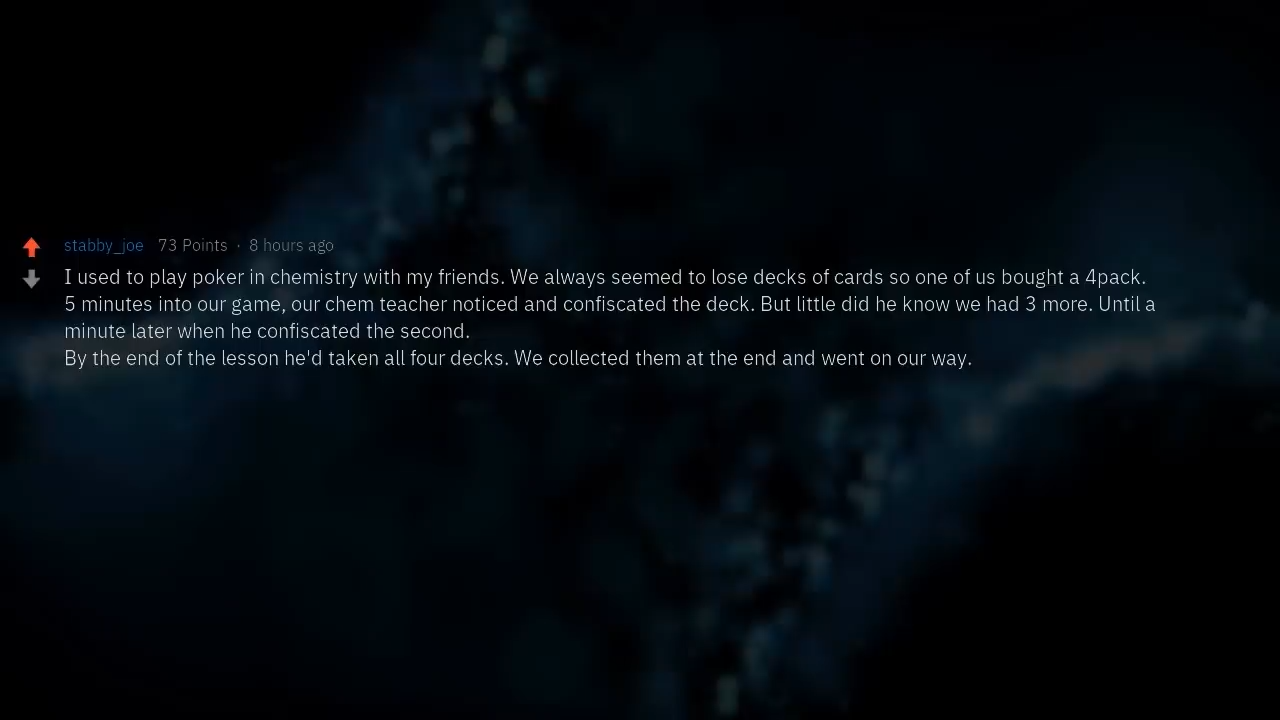 stabby_joe 73 Points · 8 hours ago
I used to play poker in chemistry with my friends. We always seemed to lose decks of cards so one of us bought a 4pack.
5 minutes into our game, our chem teacher noticed and confiscated the deck. But little did he know we had 3 more. Until a
minute later when he confiscated the second.
By the end of the lesson he'd taken all four decks. We collected them at the end and went on our way.